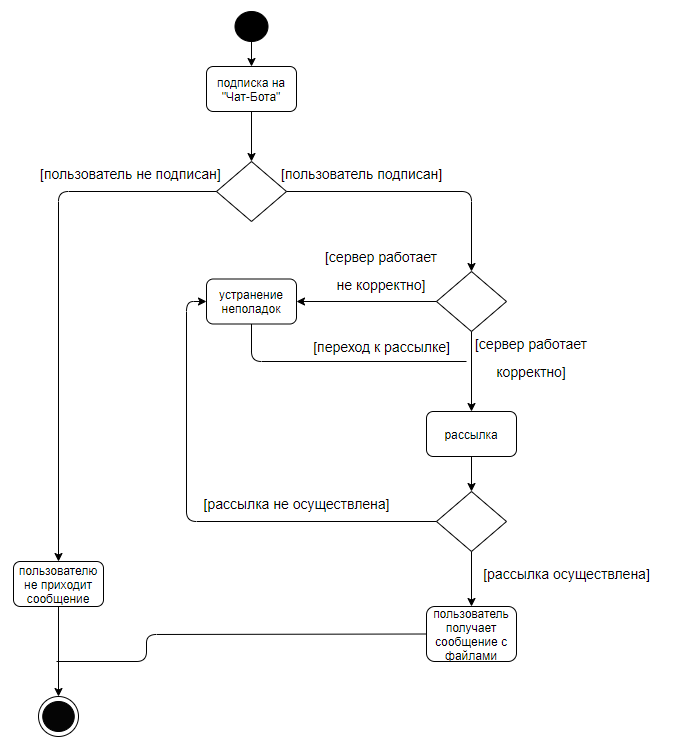 подписка на
"Чат-Бота"
[пользователь не подписан]
[пользователь подписан]
[сервер работает
не корректно]
устранение
неполадок
[переход к рассылке]
[сервер работает
корректно]
рассылка
[рассылка не осуществлена]
[рассылка осуществлена]
пользователю
не приходит
сообщение
пользователь
получает
сообщение с
файлами